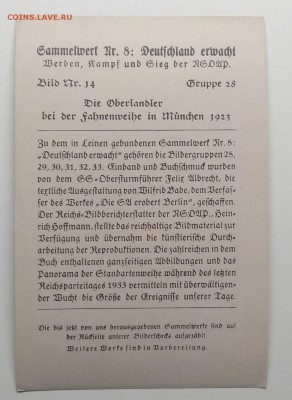 COINS.LAVE.RU
Sammelwerk Nr. 8: Deutschland erwacht
Werden, Kampf und Sieg der NSDAP.
Bild Nr. 14 Gruppe 28
Die Oberlandler
bei der Fahnenweihe in München 1923
Zu dem in Leinen gebundenen Sammelwerk Nr. 8:
„Deutschland erwacht" gehören die Bildergruppen 28,
29, 30, 31, 32, 33. Einband und Buchschmuck wurden
von dem SS-Obersturmführer Felix Albrecht, die
textliche Ausgestaltung von Wilfrid Bade, dem Verfas-
ser des Werkes „Die SA erobert Berlin", geschaffen.
Der Reichs-Bildberichterstatter der NSDAP., Hein-
rich Hoffmann, stellte das reichhaltige Bildmaterial zur
Verfügung und übernahm die künstlerische Durch-
arbeitung der Reproduktionen. Die zahlreichen in dem
Buch enthaltenen ganzseitigen Abbildungen und das
Panorama der Standartenweihe während des letzten
Reichsparteitages 1933 vermitteln mit überwältigen-
der Wucht die Größe der Ereignisse unserer Tage.
Die bis jetzt von uns herausgegebenen Sammelwerke sind auf
der Rückseite unserer Bilderschecks aufgezählt.
Weitere Werke sind in Vorbereitung.